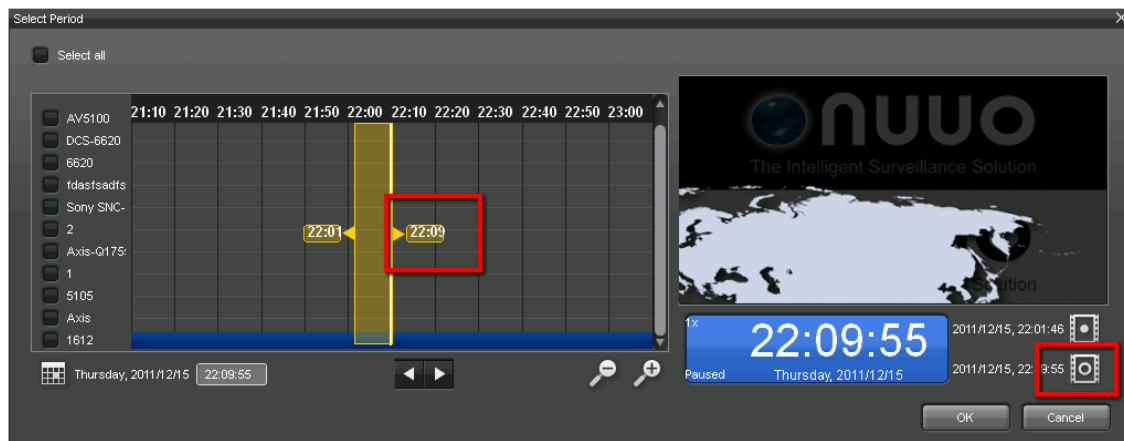 Select Period
Select all
21:10 21:20 21:30 21:40 21:50 22:00 22:10 22:20 22:30 22:40 22:50 23:00
AV5100
DCS-6620
6620
fdasfsadfs
Sony SNC-
2
Axis-Q175
1
5105
Axis
1612
22:01
22:09
Thursday, 2011/12/15 22:09:55
nuuo
The Intelligent Surveillance Solution
Solution
1x
22:09:55
Paused
Thursday, 2011/12/15
2011/12/15, 22:01:46
2011/12/15, 22: 9:55
OK
Cancel